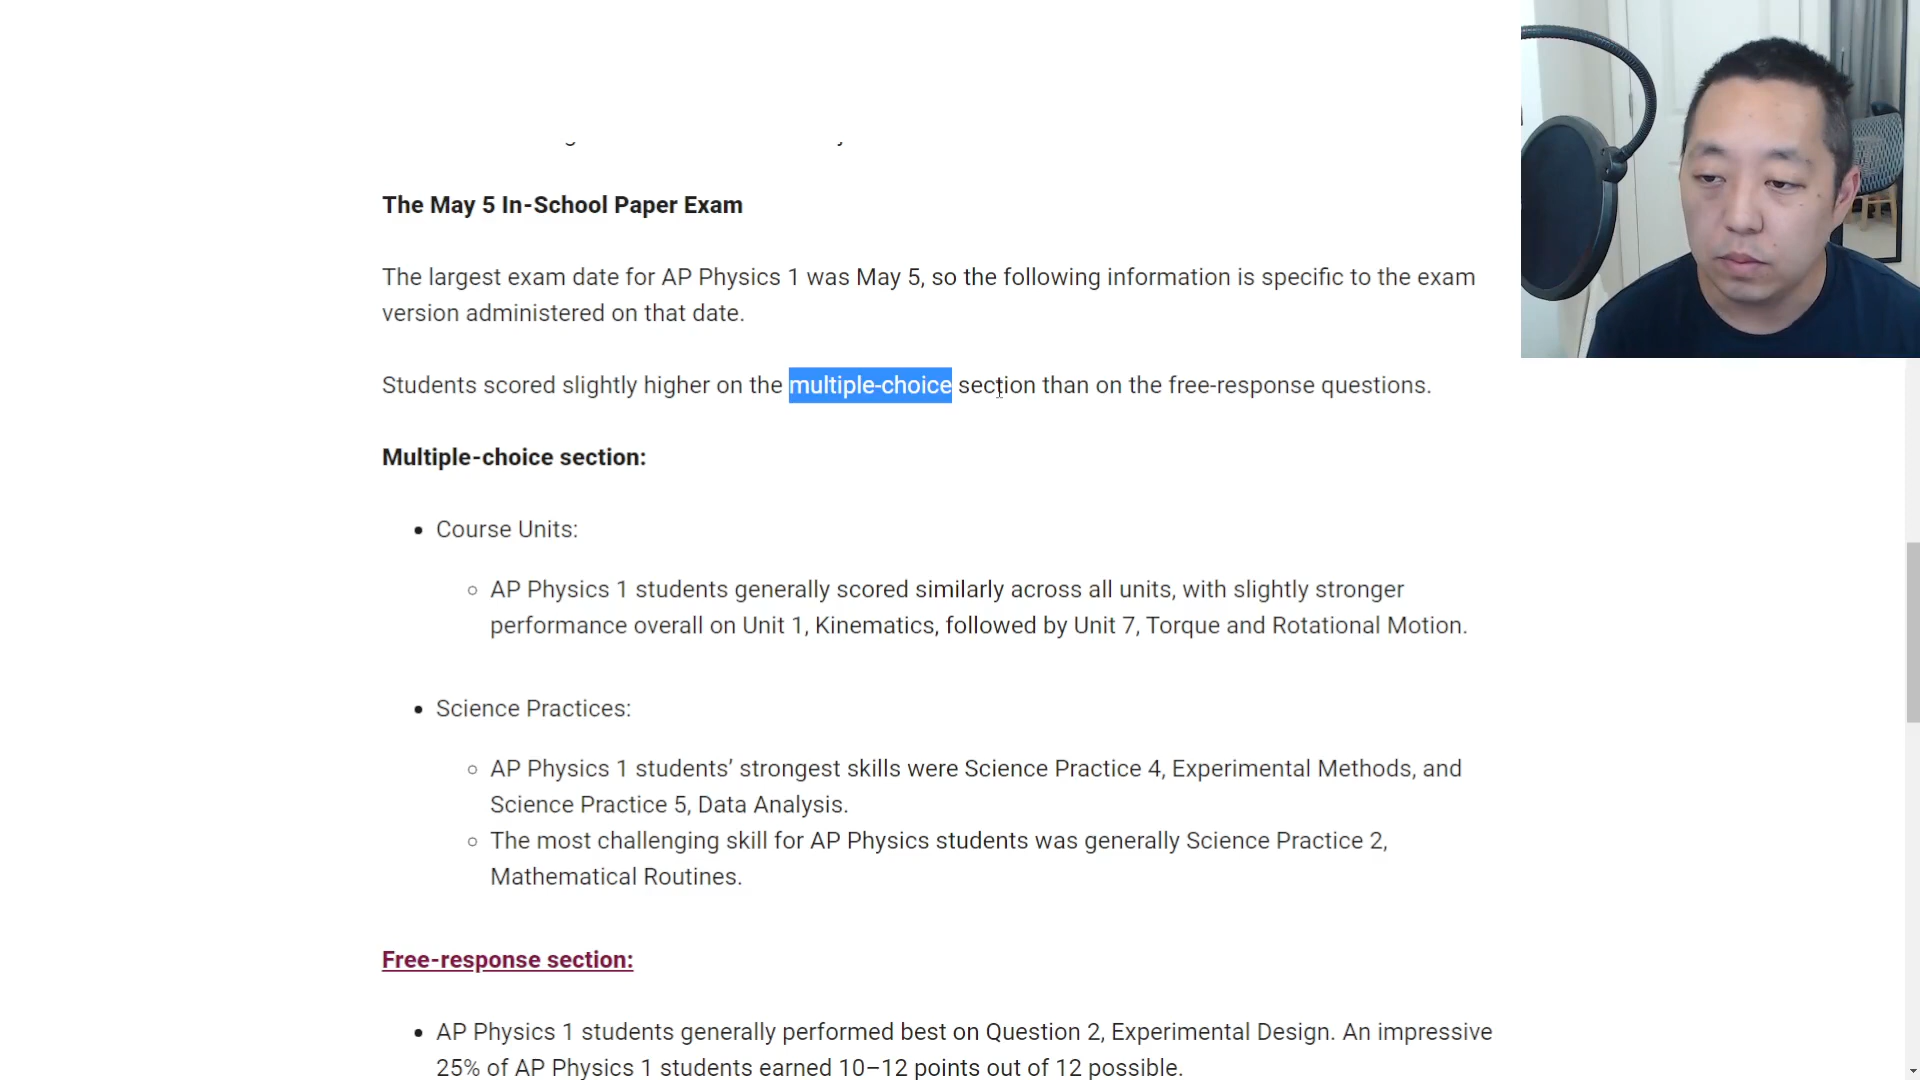 The May 5 In-School Paper Exam
The largest exam date for AP Physics 1 was May 5, so the following information is specific to the exam
version administered on that date.
Students scored slightly higher on the multiple-choice section than on the free-response questions.
Multiple-choice section:
• Course Units:
○ AP Physics 1 students generally scored similarly across all units, with slightly stronger
performance overall on Unit 1, Kinematics, followed by Unit 7, Torque and Rotational Motion.
• Science Practices:
○ AP Physics 1 students’ strongest skills were Science Practice 4, Experimental Methods, and
Science Practice 5, Data Analysis.
○ The most challenging skill for AP Physics students was generally Science Practice 2,
Mathematical Routines.
Free-response section:
• AP Physics 1 students generally performed best on Question 2, Experimental Design. An impressive
25% of AP Physics 1 students earned 10–12 points out of 12 possible.